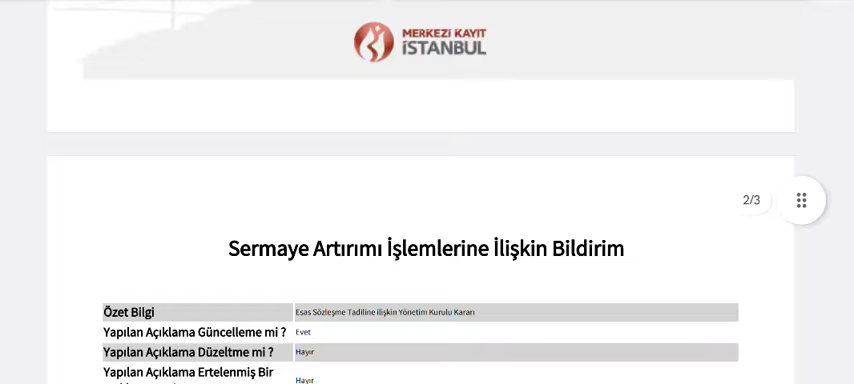 MERKEZİ KAYIT
İSTANBUL
2/3
Sermaye Artırımı İşlemlerine İlişkin Bildirim
Özet Bilgi Esas Sözleşme Tadiline ilişkin Yönetim Kurulu Kararı
Yapılan Açıklama Güncelleme mi ? Evet
Yapılan Açıklama Düzeltme mi ? Hayır
Yapılan Açıklama Ertelenmiş Bir
Hayır